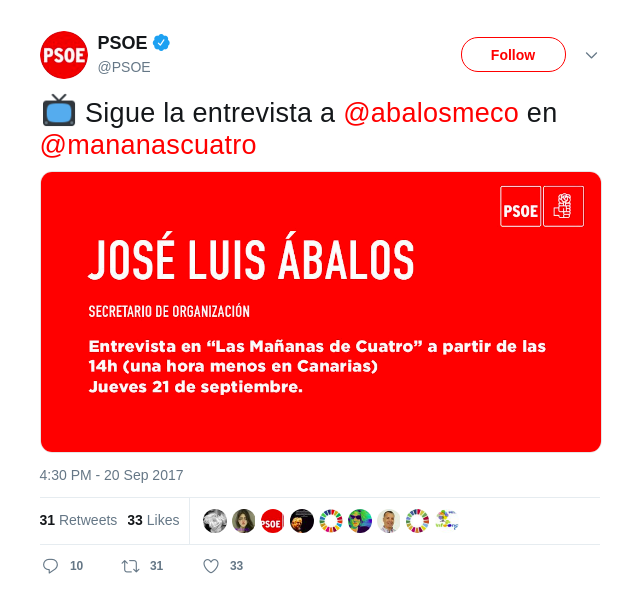 PSOE
PSOE
@PSOE
Follow
Sigue la entrevista a @abalosmeco en
@mananascuatro
PSOE
JOSÉ LUIS ÁBALOS
SECRETARIO DE ORGANIZACIÓN
Entrevista en “Las Mañanas de Cuatro” a partir de las
14h (una hora menos en Canarias)
Jueves 21 de septiembre.
4:30 PM - 20 Sep 2017
31 Retweets 33 Likes
PSOE
10 31 33